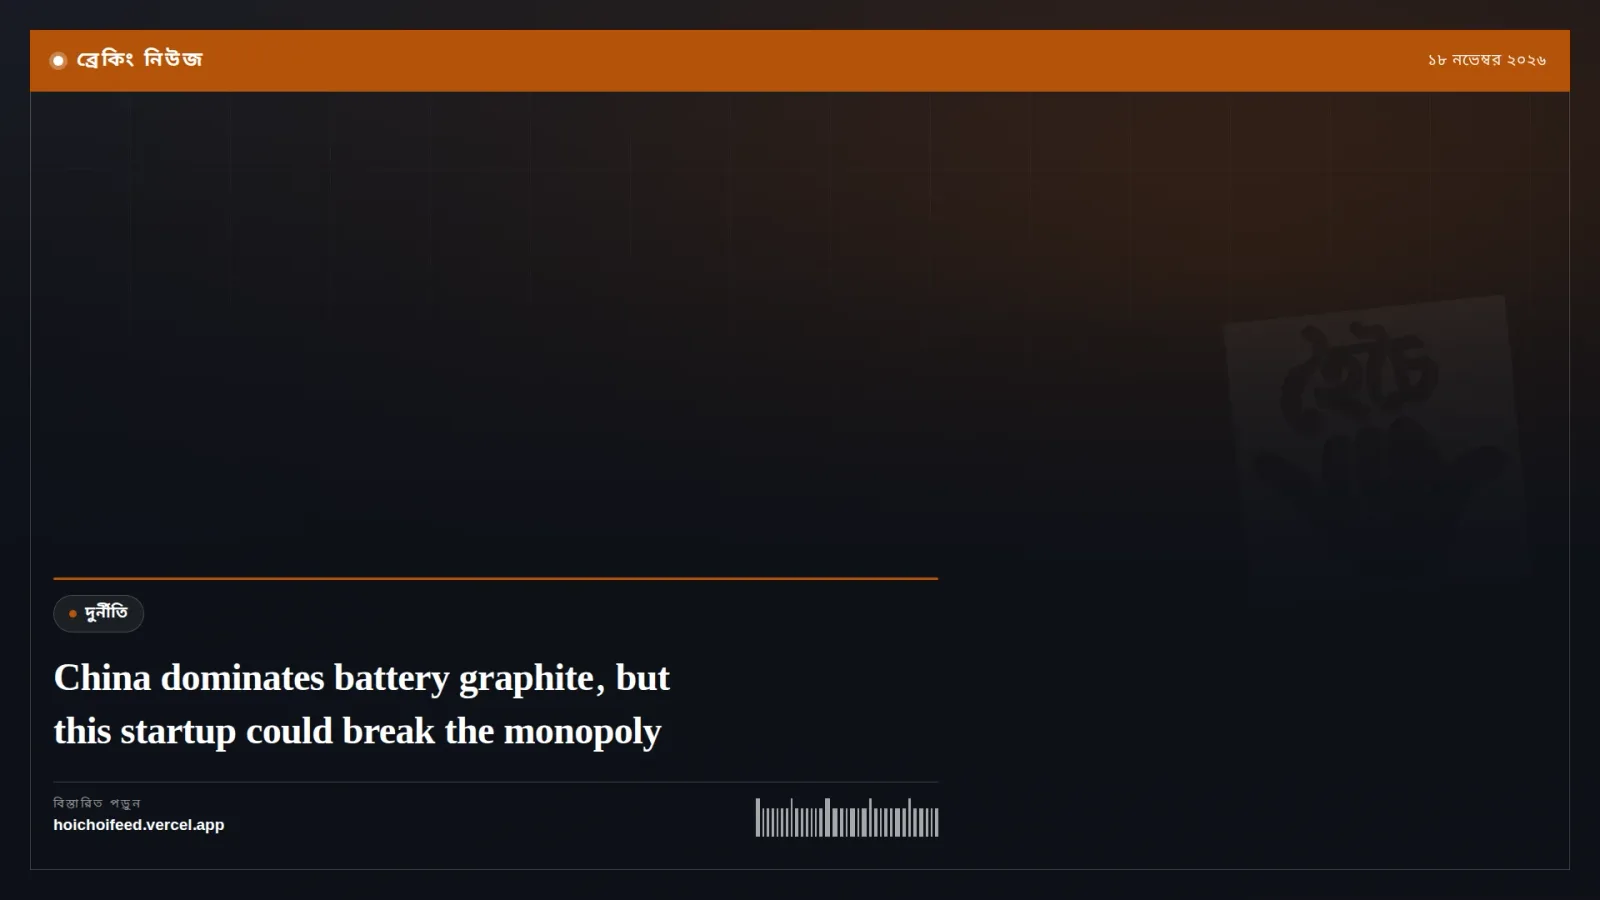 ব্রেকিং নিউজ
১৮ নভেম্বর ২০২৬
হৈচৈ
দুর্নীতি
China dominates battery graphite, but
this startup could break the monopoly
বিস্তারিত পড়ুন
hoichoifeed.vercel.app